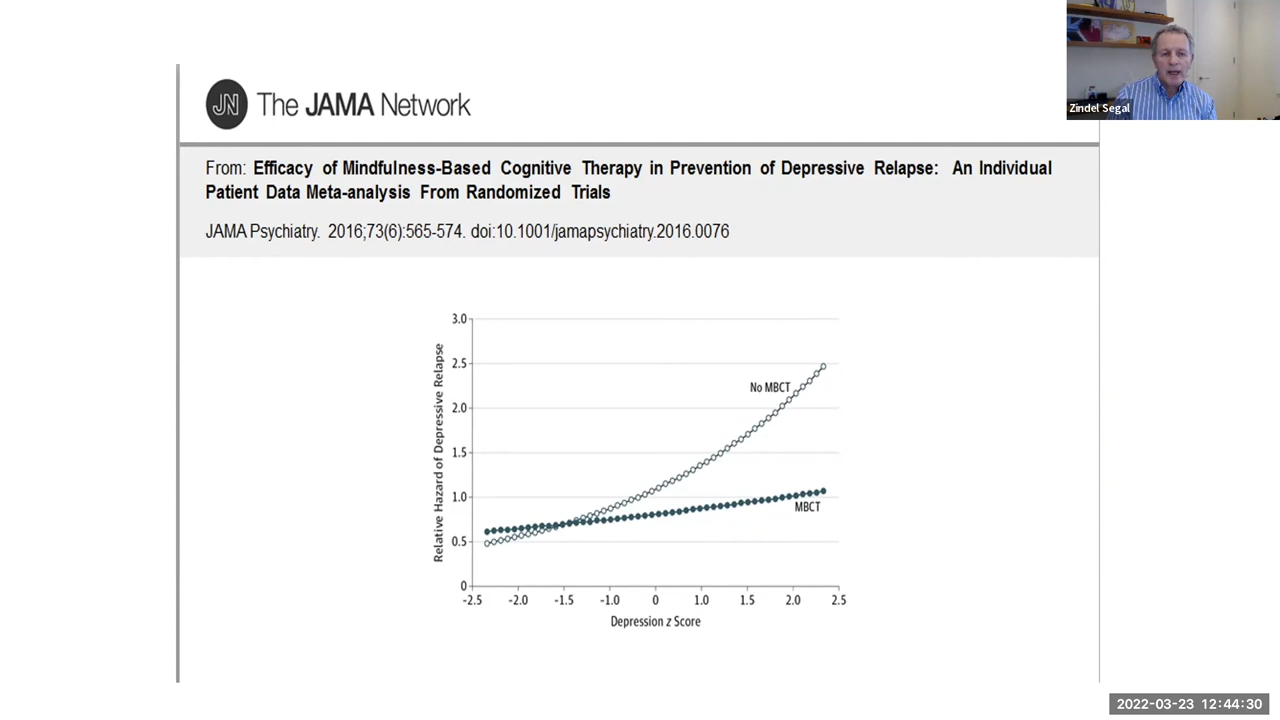 JN The JAMA Network
Zindel Segal
From: Efficacy of Mindfulness-Based Cognitive Therapy in Prevention of Depressive Relapse: An Individual
Patient Data Meta-analysis From Randomized Trials
JAMA Psychiatry. 2016;73(6):565-574. doi:10.1001/jamapsychiatry.2016.0076
Relative Hazard of Depressive Relapse
3.0
2.5
2.0
1.5
1.0
0.5
0
No MBCT
MBCT
-2.5 -2.0 -1.5 -1.0 0 1.0 1.5 2.0 2.5
Depression z Score
2022-03-23 12:44:30